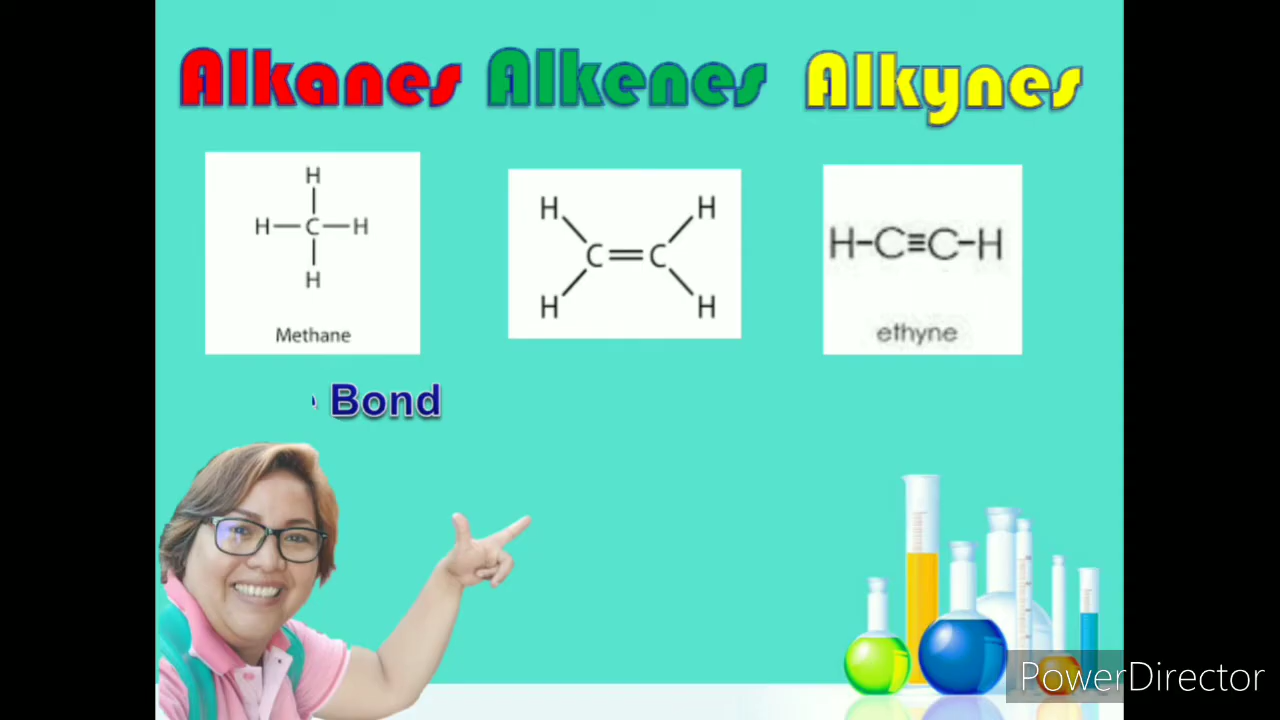 Alkanes Alkenes Alkynes
H
H C H
H
Methane
H H
C C
H H
H-C≡C-H
ethyne
Bond
PowerDirector